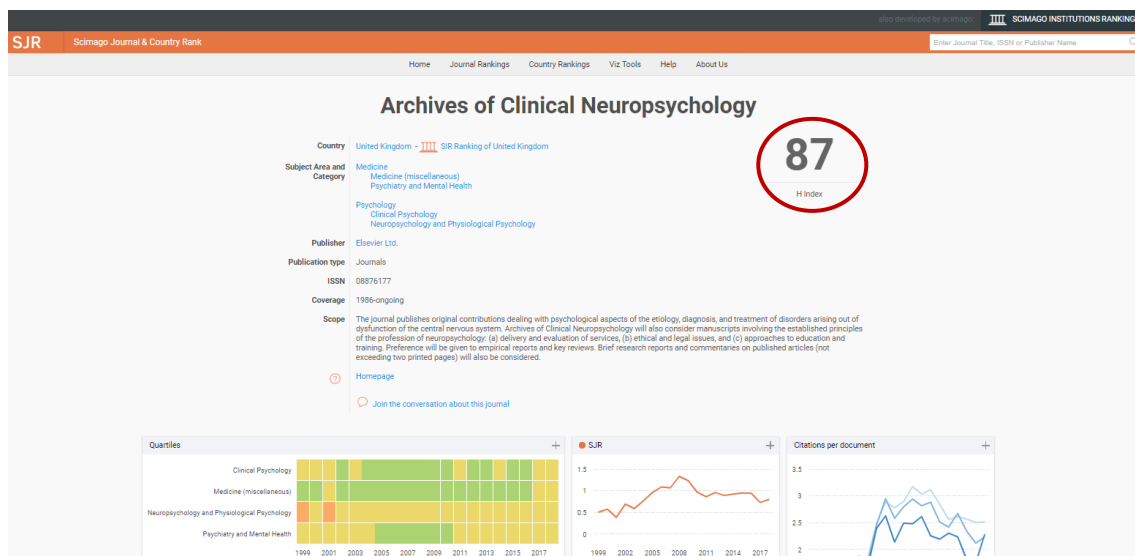 also developed by scimago: SCIMAGO INSTITUTIONS RANKING
SJR Scimago Journal & Country Rank Enter Journal Title, ISSN or Publisher Name
Home Journal Rankings Country Rankings Viz Tools Help About Us
Archives of Clinical Neuropsychology
Country United Kingdom - SIR Ranking of United Kingdom
87
H Index
Subject Area and Category Medicine
Medicine (miscellaneous)
Psychiatry and Mental Health
Psychology
Clinical Psychology
Neuropsychology and Physiological Psychology
Publisher Elsevier Ltd.
Publication type Journals
ISSN 08876177
Coverage 1986-ongoing
Scope The journal publishes original contributions dealing with psychological aspects of the etiology, diagnosis, and treatment of disorders arising out of
dysfunction of the central nervous system. Archives of Clinical Neuropsychology will also consider manuscripts involving the established principles
of the profession of neuropsychology: (a) delivery and evaluation of services, (b) ethical and legal issues, and (c) approaches to education and
training. Preference will be given to empirical reports and key reviews. Brief research reports and commentaries on published articles (not
exceeding two printed pages) will also be considered.
? Homepage
Join the conversation about this journal
Quartiles + SJR + Citations per document +
Clinical Psychology
Medicine (miscellaneous)
Neuropsychology and Physiological Psychology
Psychiatry and Mental Health
1999 2001 2003 2005 2007 2009 2011 2013 2015 2017
1.5
1
0.5
0
1999 2002 2005 2008 2011 2014 2017
3.5
3
2.5
2